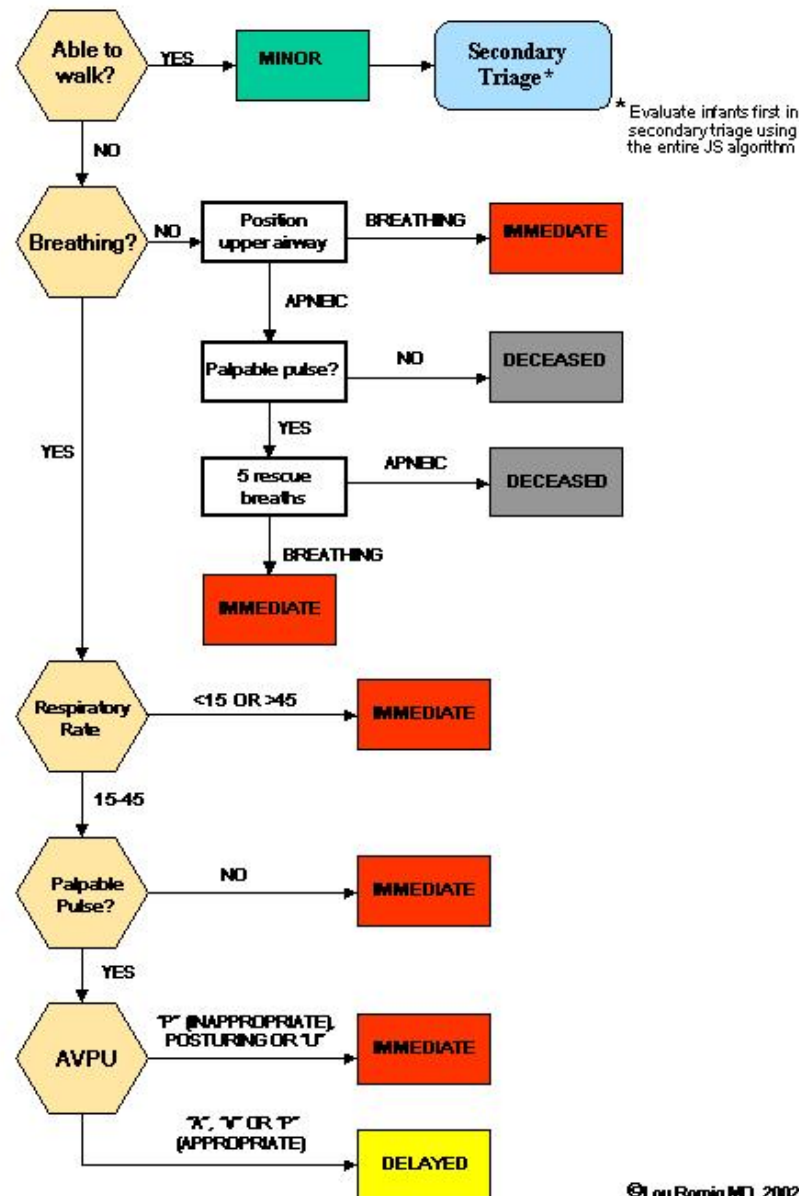 Able to
walk?
YES
MINOR
Secondary
Triage*
* Evaluate infants first in
secondary triage using
the entire JS algorithm
NO
Breathing?
NO
Position
upper airway
BREATHING
IMMEDIATE
APNEIC
Palpable pulse?
NO
DECEASED
YES
YES
5 rescue
breaths
APNEIC
DECEASED
BREATHING
IMMEDIATE
Respiratory
Rate
<15 OR >45
IMMEDIATE
15-45
Palpable
Pulse?
NO
IMMEDIATE
YES
AVPU
"P" (INAPPROPRIATE),
POSTURING OR "U"
IMMEDIATE
"A", "V" OR "P"
(APPROPRIATE)
DELAYED
©Lou Romig MD, 2002